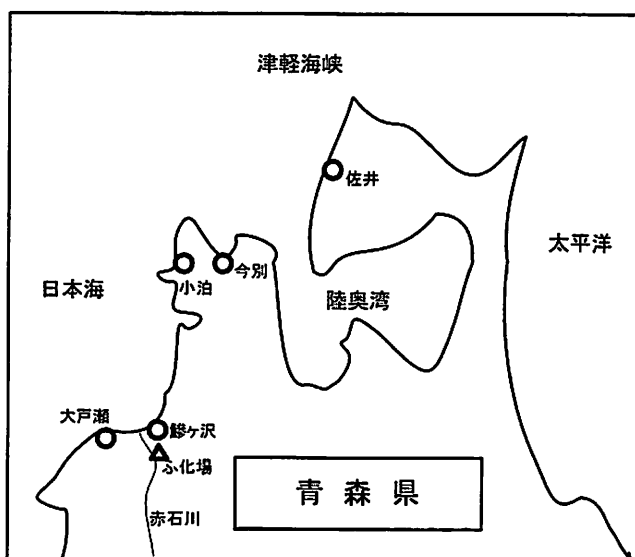 津軽海峡
佐井
太平洋
小泊
今別
日本海
陸奥湾
大戸瀬
鰺ヶ沢
ふ化場
青森県
赤石川